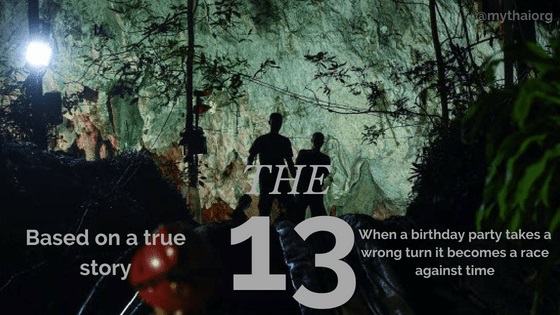 @mythaiorg
THE
13
Based on a true
story
When a birthday party takes a
wrong turn it becomes a race
against time